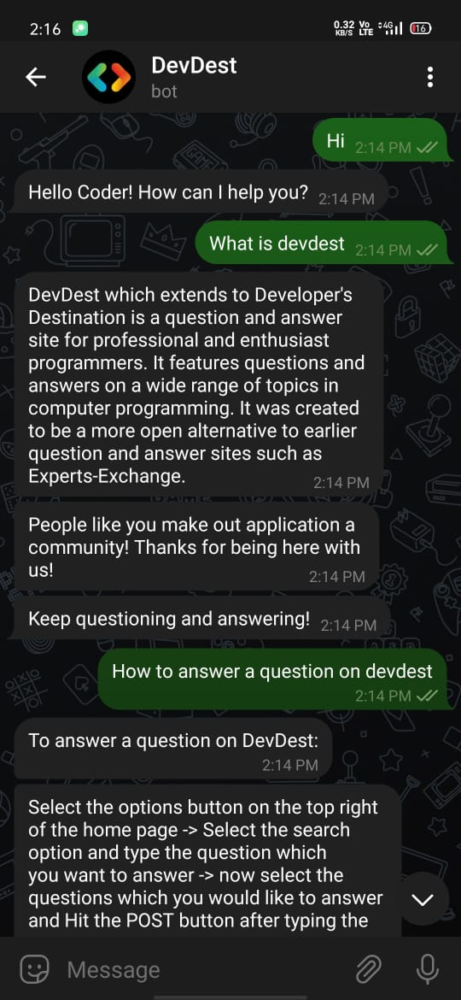 2:16
0.32 Vo 4G 16
KB/S LTE
DevDest
bot
Hi 2:14 PM
Hello Coder! How can I help you? 2:14 PM
What is devdest 2:14 PM
DevDest which extends to Developer's
Destination is a question and answer
site for professional and enthusiast
programmers. It features questions and
answers on a wide range of topics in
computer programming. It was created
to be a more open alternative to earlier
question and answer sites such as
Experts-Exchange. 2:14 PM
People like you make out application a
community! Thanks for being here with
us! 2:14 PM
Keep questioning and answering! 2:14 PM
How to answer a question on devdest
2:14 PM
To answer a question on DevDest:
2:14 PM
Select the options button on the top right
of the home page -> Select the search
option and type the question which
you want to answer -> now select the
questions which you would like to answer
and Hit the POST button after typing the
Message